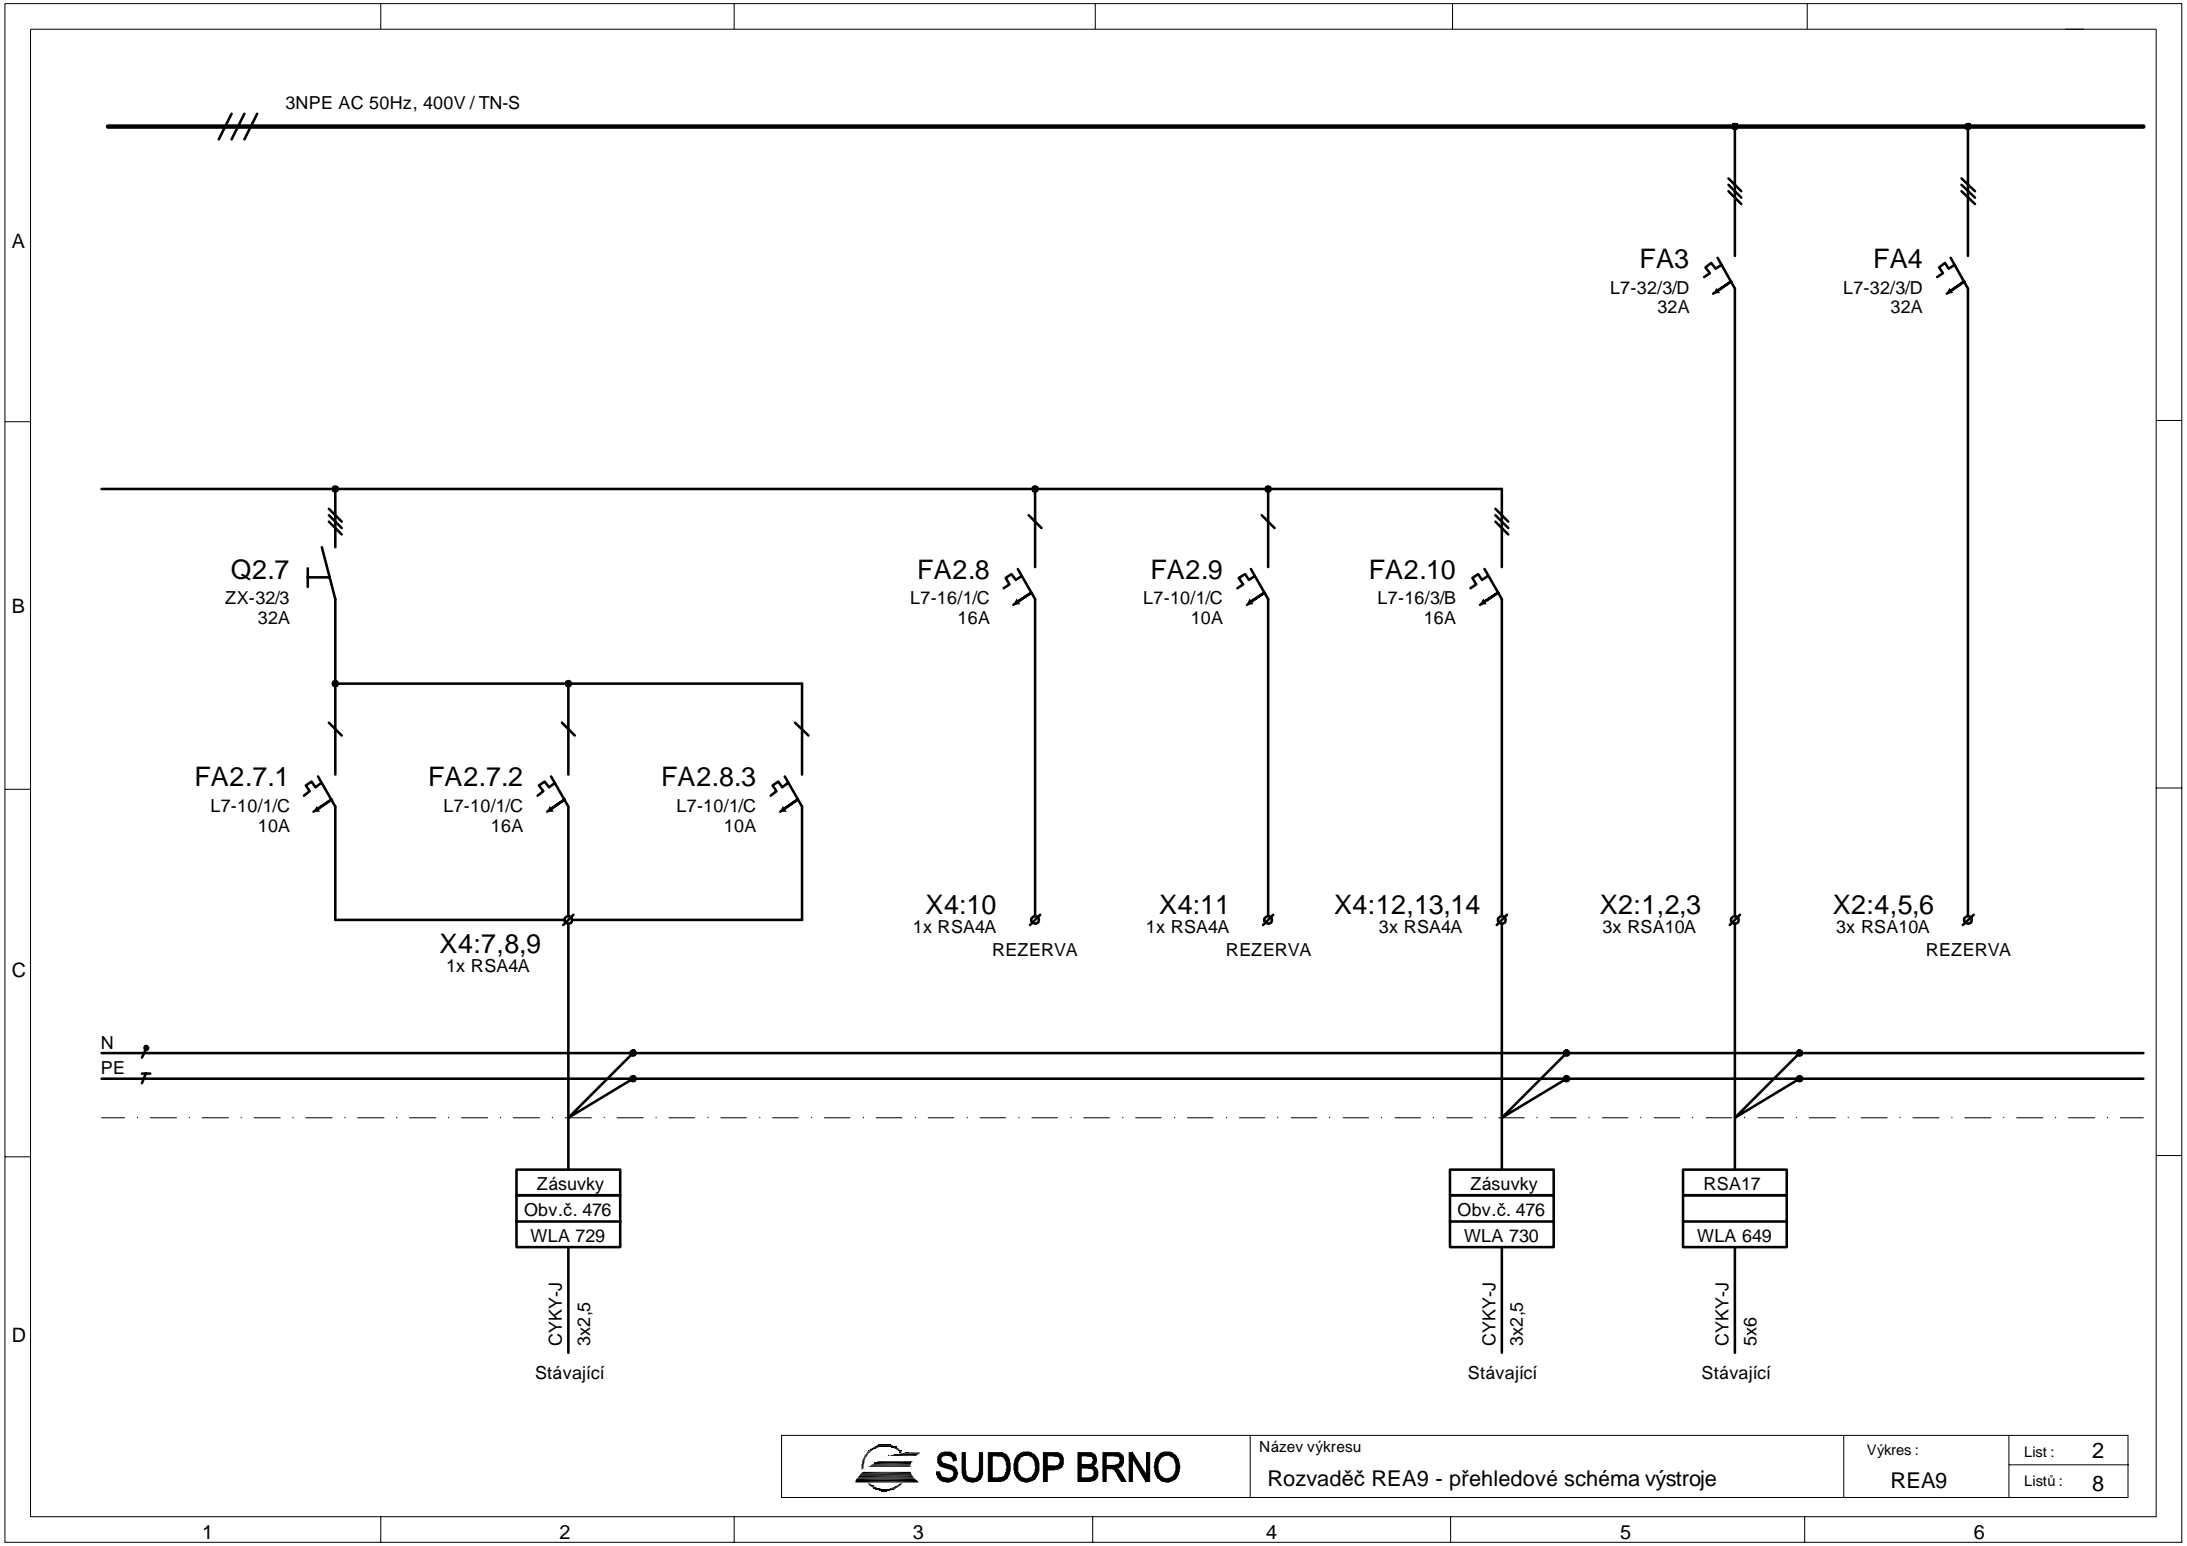 3NPE AC 50Hz, 400V / TN-S
A
FA3
L7-32/3/D
32A
FA4
L7-32/3/D
32A
B
Q2.7
ZX-32/3
32A
FA2.8
L7-16/1/C
16A
FA2.9
L7-10/1/C
10A
FA2.10
L7-16/3/B
16A
FA2.7.1
L7-10/1/C
10A
FA2.7.2
L7-10/1/C
16A
FA2.8.3
L7-10/1/C
10A
C
X4:7,8,9
1x RSA4A
X4:10
1x RSA4A
REZERVA
X4:11
1x RSA4A
REZERVA
X4:12,13,14
3x RSA4A
X2:1,2,3
3x RSA10A
X2:4,5,6
3x RSA10A
REZERVA
N
PE
D
Zásuvky
Obv.č. 476
WLA 729
CYKY-J
3x2,5
Stávající
Zásuvky
Obv.č. 476
WLA 730
CYKY-J
3x2,5
Stávající
RSA17
WLA 649
CYKY-J
5x6
Stávající
SUDOP BRNO
Název výkresu
Rozvaděč REA9 - přehledové schéma výstroje
Výkres :
REA9
List : 2
Listů : 8
1 2 3 4 5 6